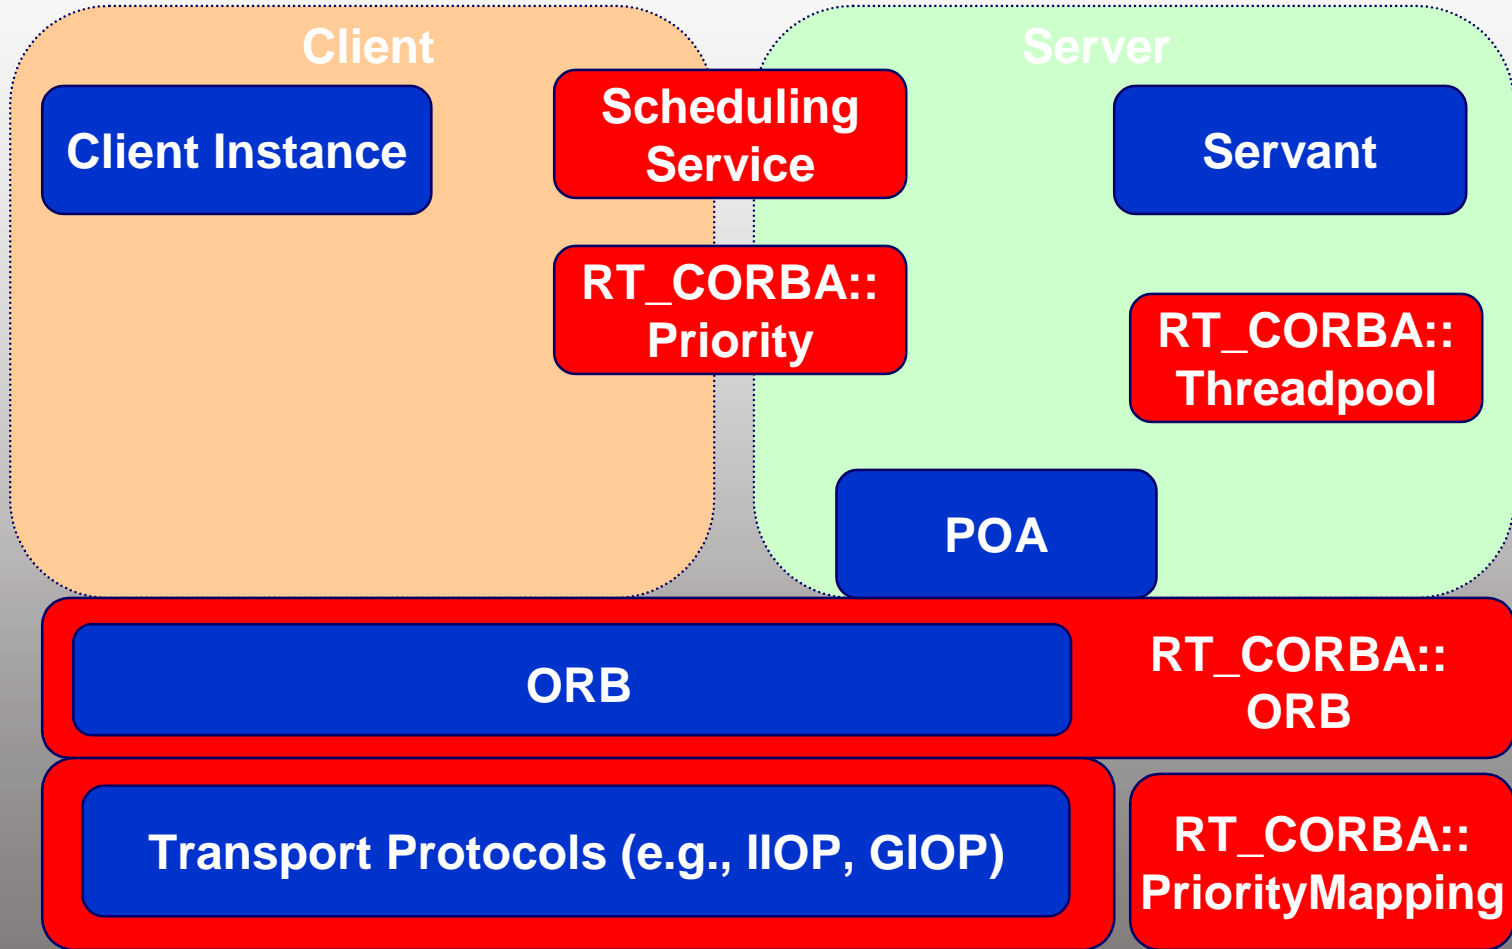 Client
Server
Client Instance
Scheduling
Service
Servant
RT_CORBA::
Priority
RT_CORBA::
Threadpool
POA
ORB
RT_CORBA::
ORB
Transport Protocols (e.g., IIOP, GIOP)
RT_CORBA::
PriorityMapping